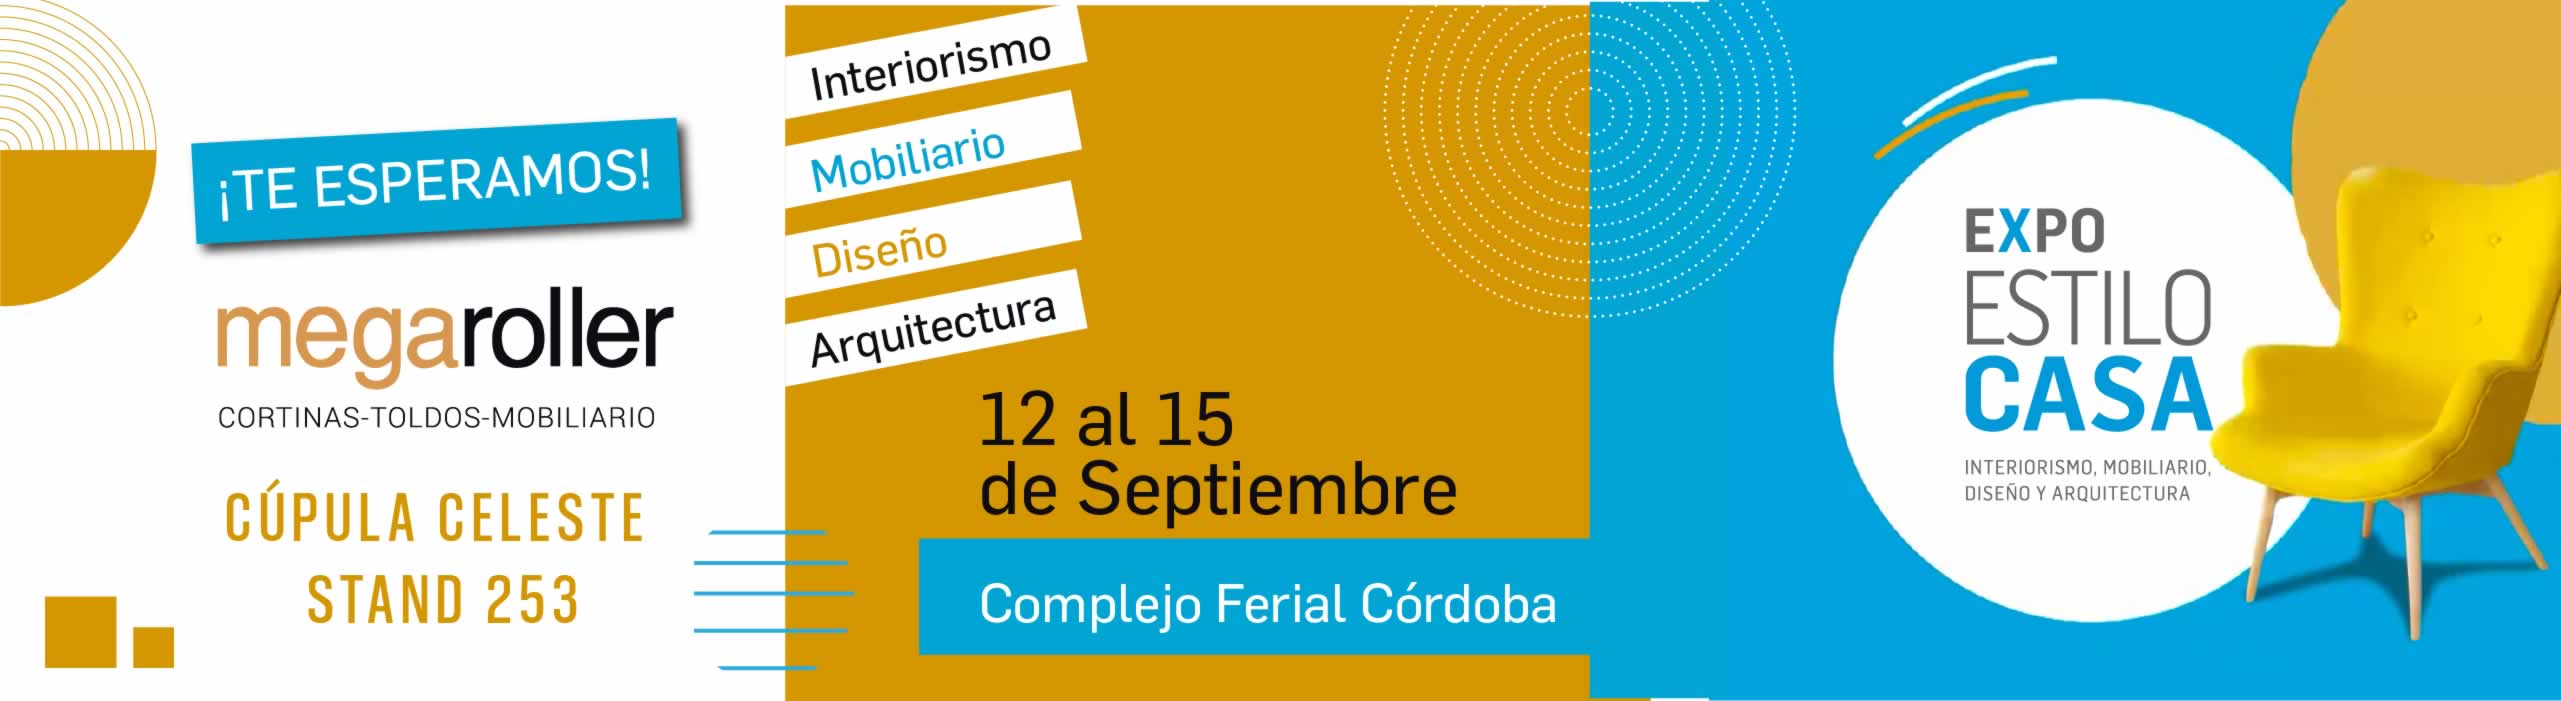 ¡TE ESPERAMOS!
megaroller
CORTINAS-TOLDOS-MOBILIARIO
CÚPULA CELESTE
STAND 253
Interiorismo
Mobiliario
Diseño
Arquitectura
12 al 15
de Septiembre
Complejo Ferial Córdoba
EXPO
ESTILO
CASA
INTERIORISMO, MOBILIARIO,
DISEÑO Y ARQUITECTURA